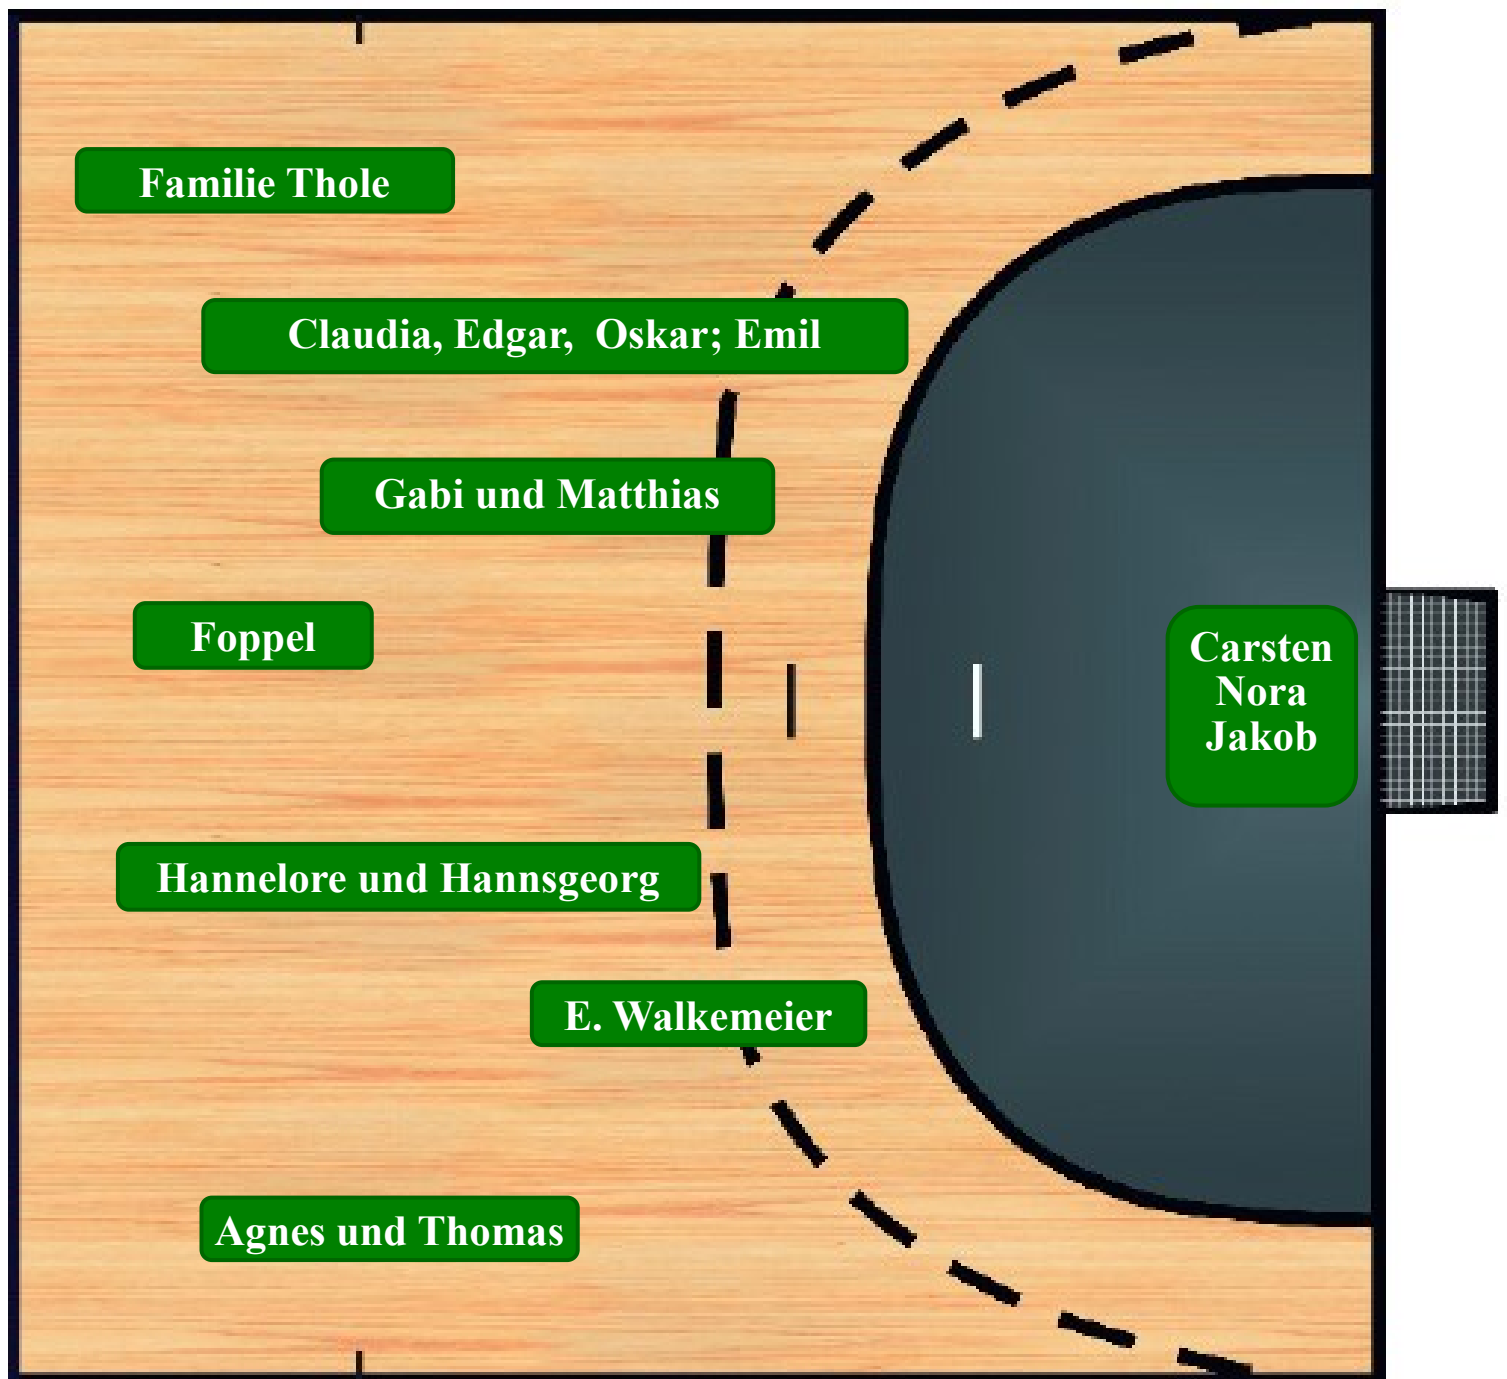 Familie Thole
Claudia, Edgar,  Oskar; Emil
Gabi und Matthias
Foppel
Carsten
Nora
Jakob
Hannelore und Hannsgeorg
E. Walkemeier
Agnes und Thomas